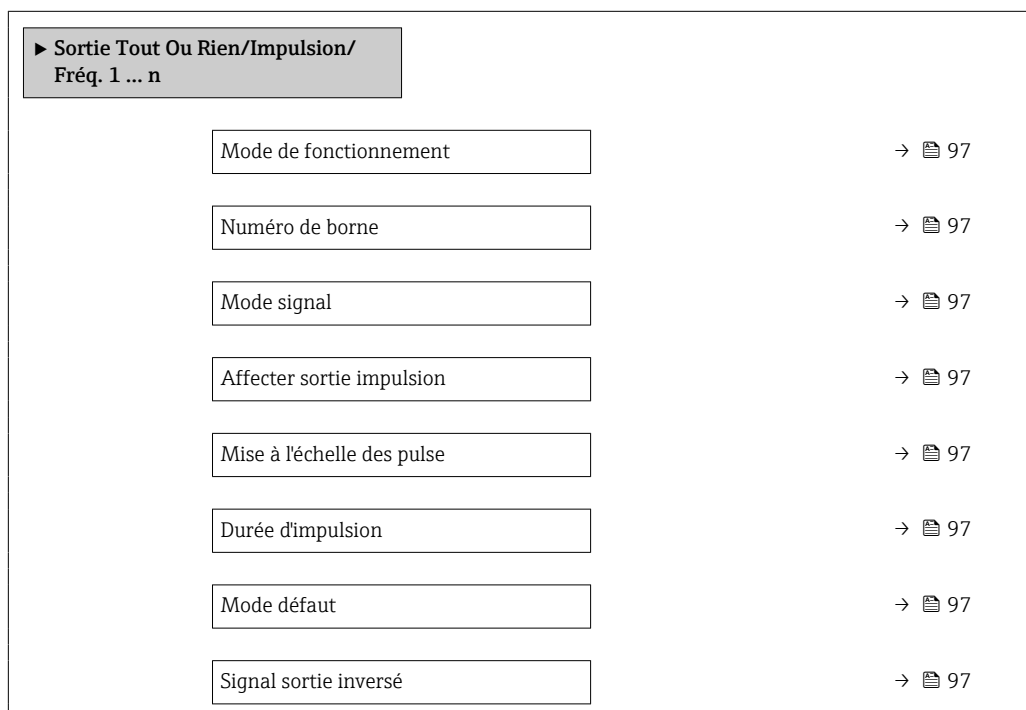 ▶ Sortie Tout Ou Rien/Impulsion/
Fréq. 1 … n
Mode de fonctionnement → 97
Numéro de borne → 97
Mode signal → 97
Affecter sortie impulsion → 97
Mise à l'échelle des pulse → 97
Durée d'impulsion → 97
Mode défaut → 97
Signal sortie inversé → 97